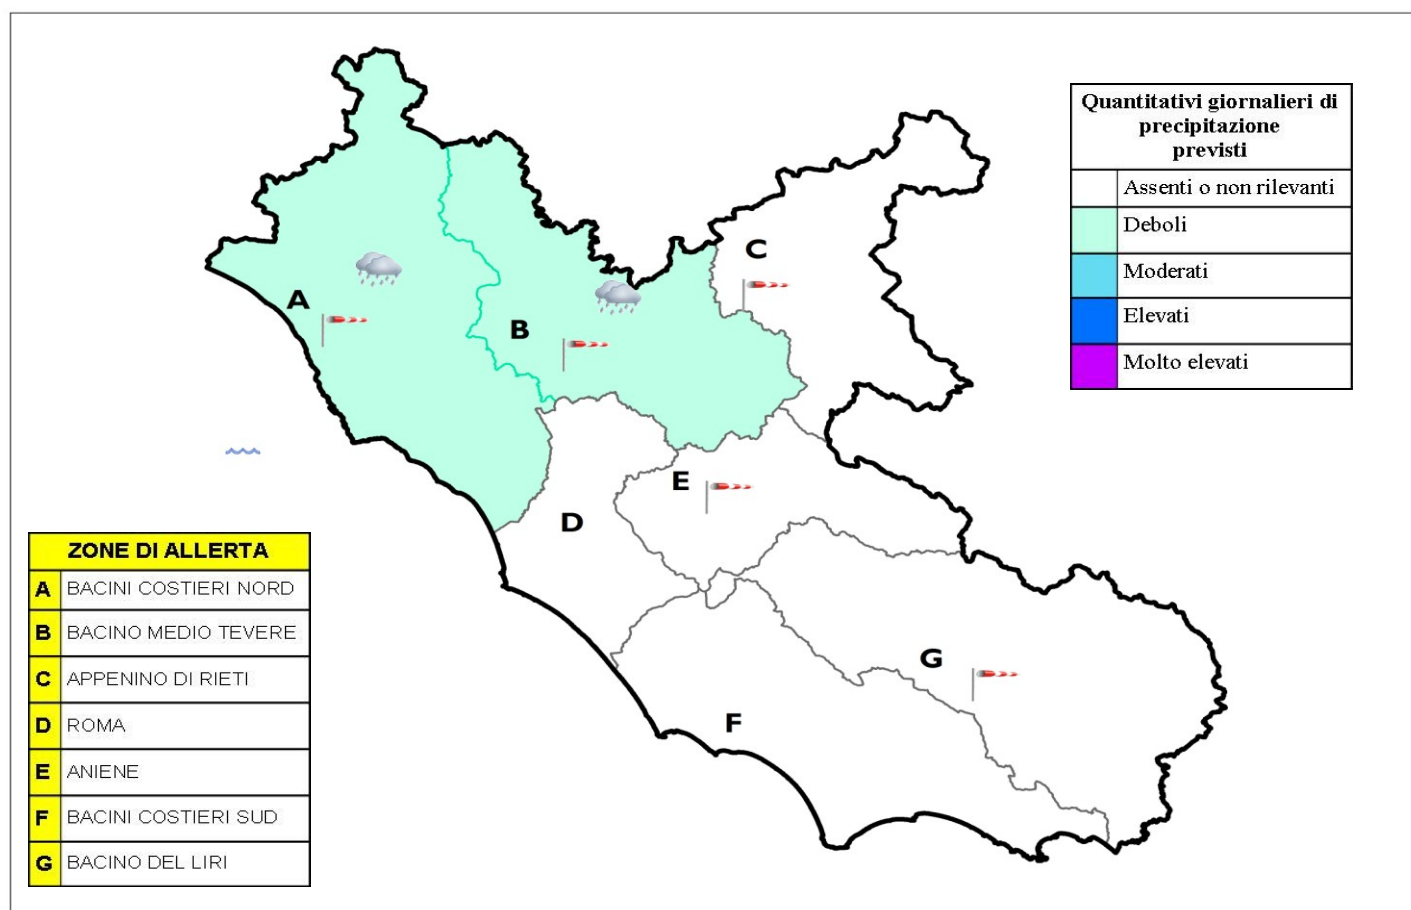 Quantitativi giornalieri di
precipitazione
previsti
Assenti o non rilevanti
Deboli
Moderati
Elevati
Molto elevati
C
A
B
E
D
G
F
ZONE DI ALLERTA
A BACINI COSTIERI NORD
B BACINO MEDIO TEVERE
C APPENINO DI RIETI
D ROMA
E ANIENE
F BACINI COSTIERI SUD
G BACINO DEL LIRI